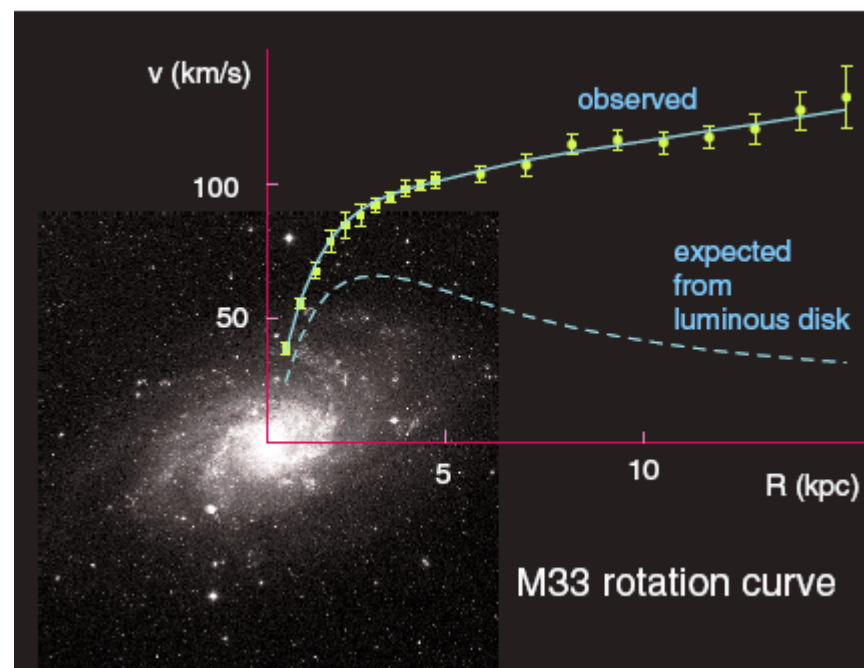 v (km/s)
observed
100
expected
from
luminous disk
50
5
10
R (kpc)
M33 rotation curve